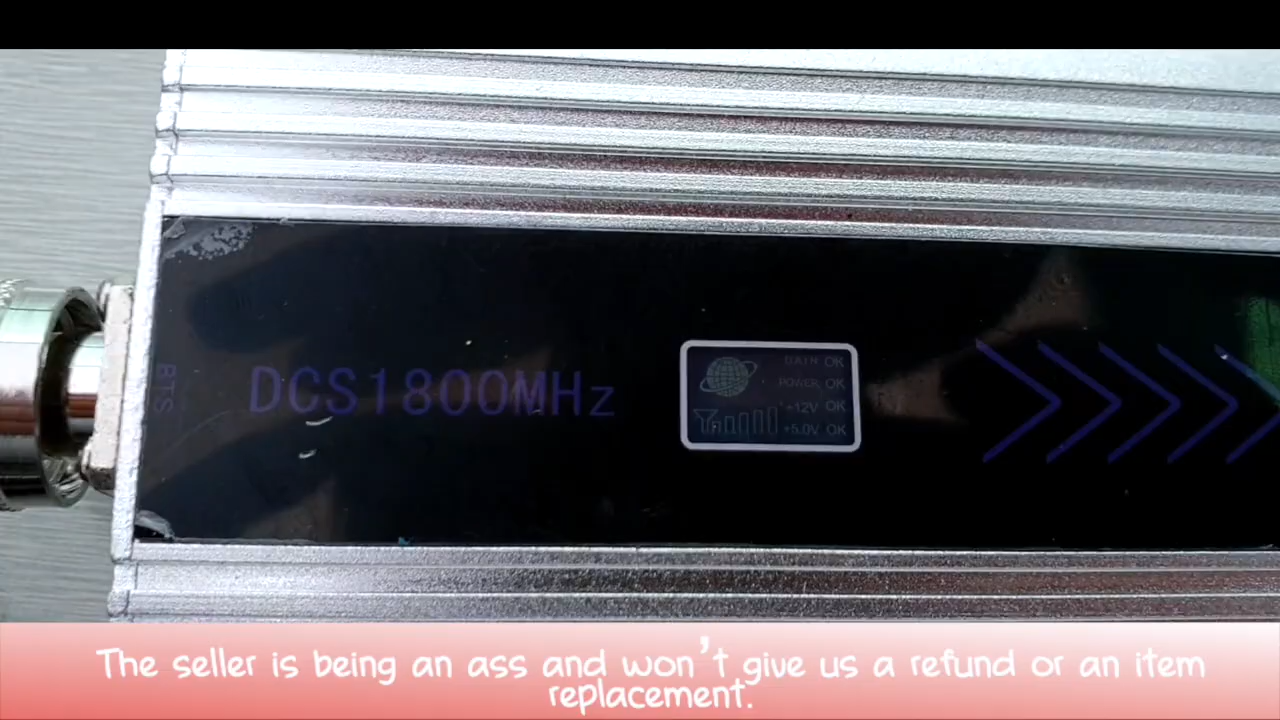 BTS
DCS1800MHz
GAIN OK
POWER OK
+12V OK
+5.0V OK
The seller is being an ass and won't give us a refund or an item
replacement.